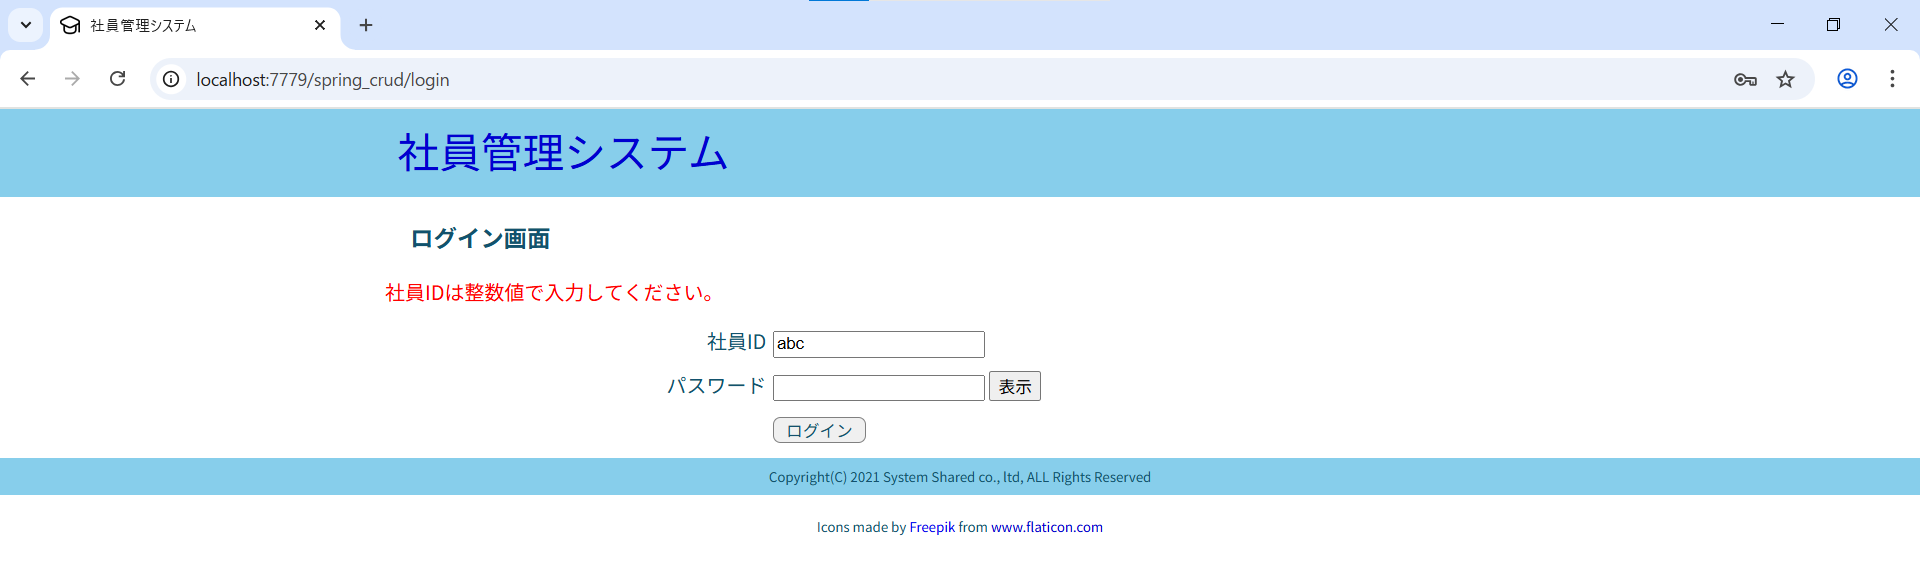 社員管理システム
localhost:7779/spring_crud/login
社員管理システム
ログイン画面
社員IDは整数値で入力してください。
社員ID abc
パスワード 表示
ログイン
Copyright(C) 2021 System Shared co., ltd, ALL Rights Reserved
Icons made by Freepik from www.flaticon.com